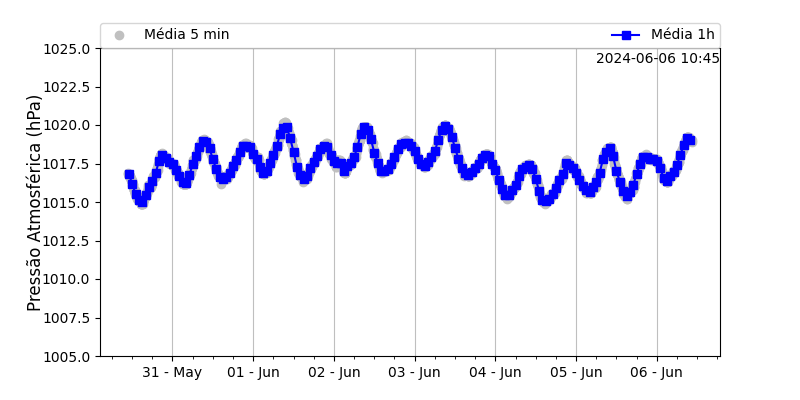 Média 5 min
Média 1h
2024-06-06 10:45
Pressão Atmosférica (hPa)
1025.0
1022.5
1020.0
1017.5
1015.0
1012.5
1010.0
1007.5
1005.0
31 - May
01 - Jun
02 - Jun
03 - Jun
04 - Jun
05 - Jun
06 - Jun